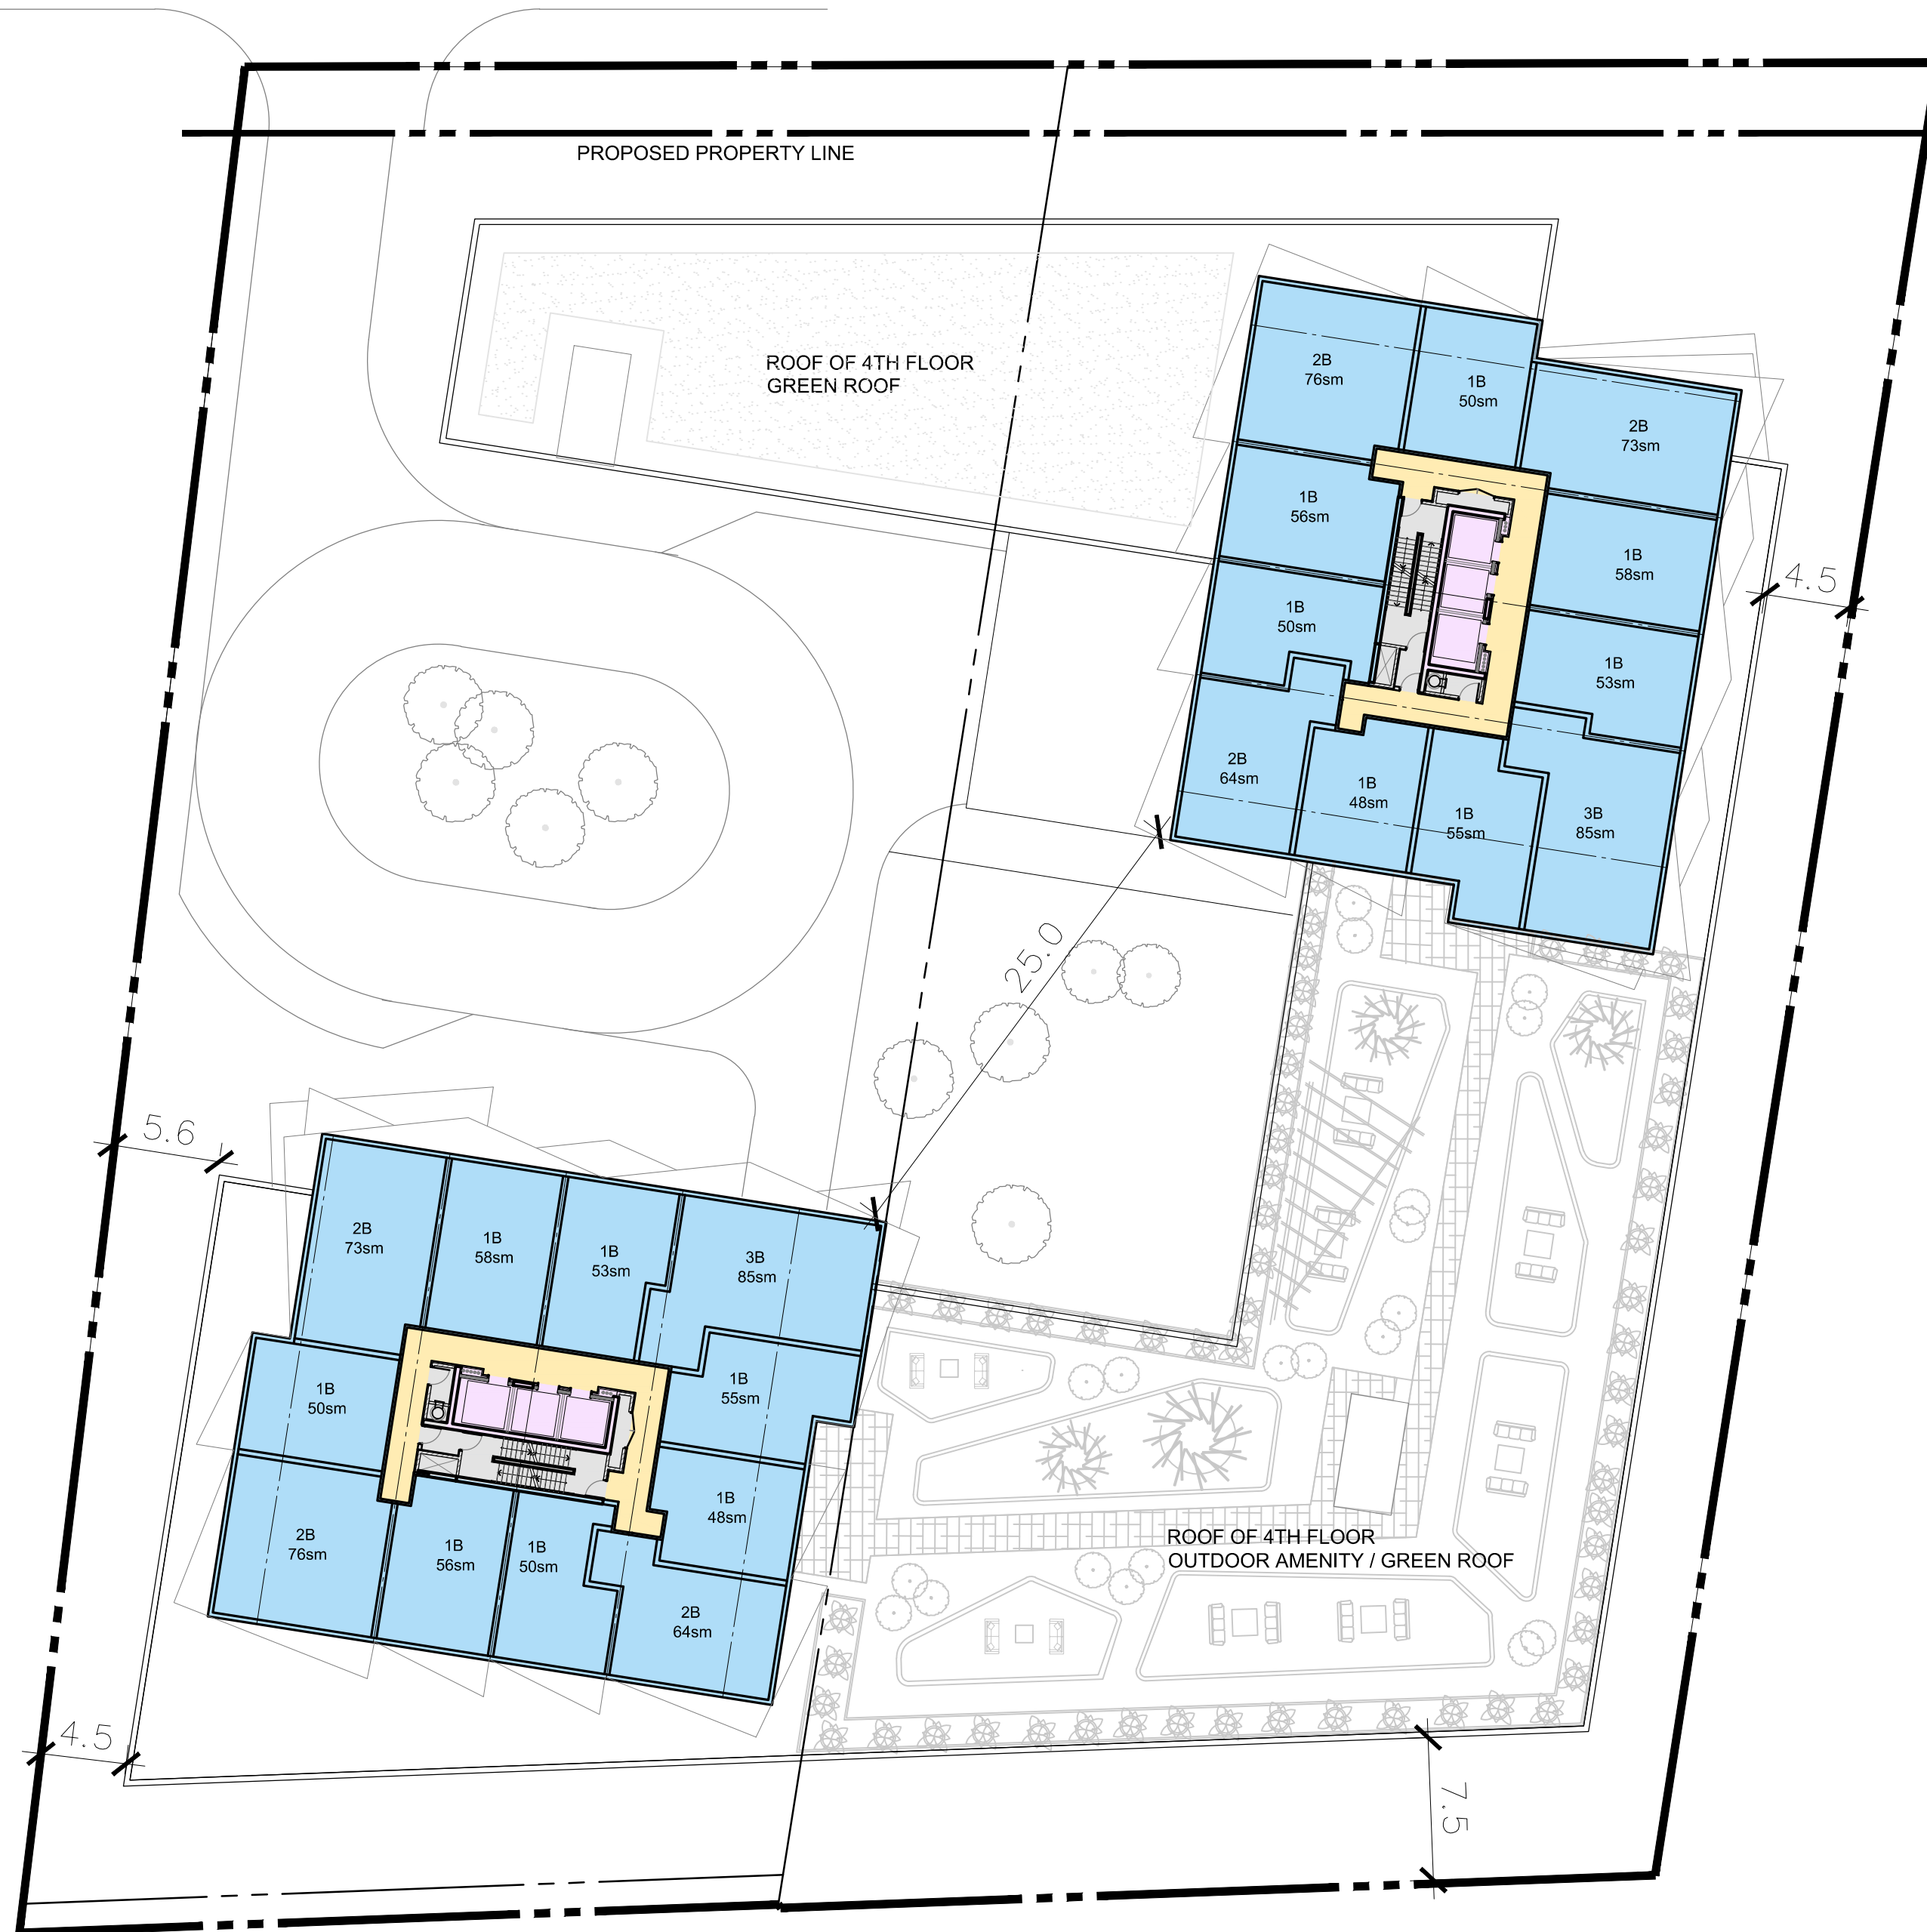 PROPOSED PROPERTY LINE
ROOF OF 4TH FLOOR
GREEN ROOF
2B
76sm
1B
50sm
2B
73sm
1B
56sm
1B
58sm
4.5
1B
50sm
1B
53sm
2B
64sm
1B
48sm
1B
55sm
3B
85sm
25.0
5.6
2B
73sm
1B
58sm
1B
53sm
3B
85sm
1B
50sm
1B
55sm
2B
76sm
1B
56sm
1B
50sm
1B
48sm
2B
64sm
ROOF OF 4TH FLOOR
OUTDOOR AMENITY / GREEN ROOF
4.5
7.5